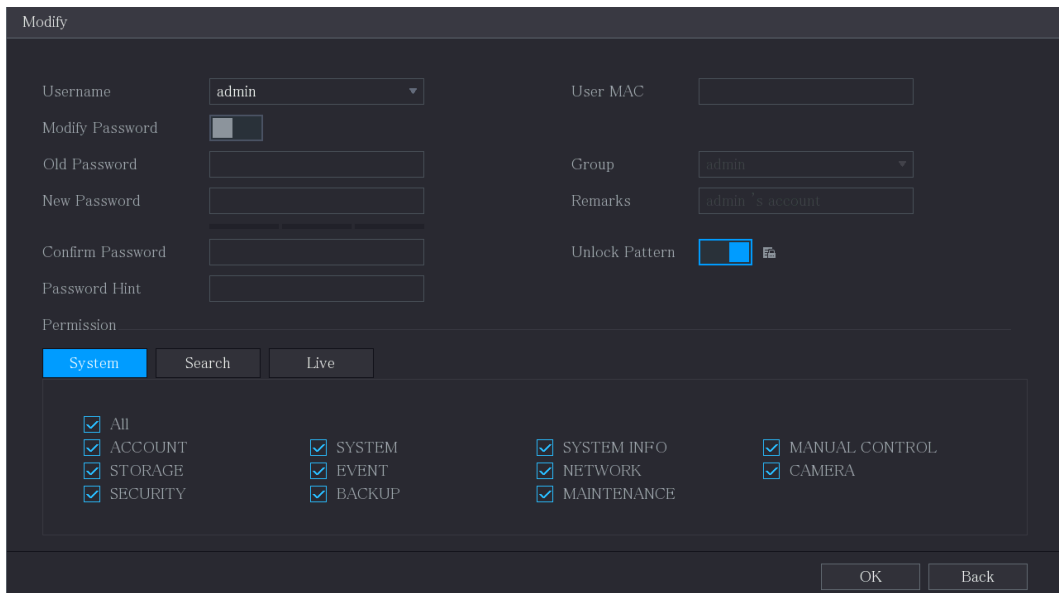 Modify
Username admin User MAC
Modify Password
Old Password Group admin
New Password Remarks admin 's account
Confirm Password Unlock Pattern
Password Hint
Permission
System Search Live
All
ACCOUNT SYSTEM SYSTEM INFO MANUAL CONTROL
STORAGE EVENT NETWORK CAMERA
SECURITY BACKUP MAINTENANCE
OK Back